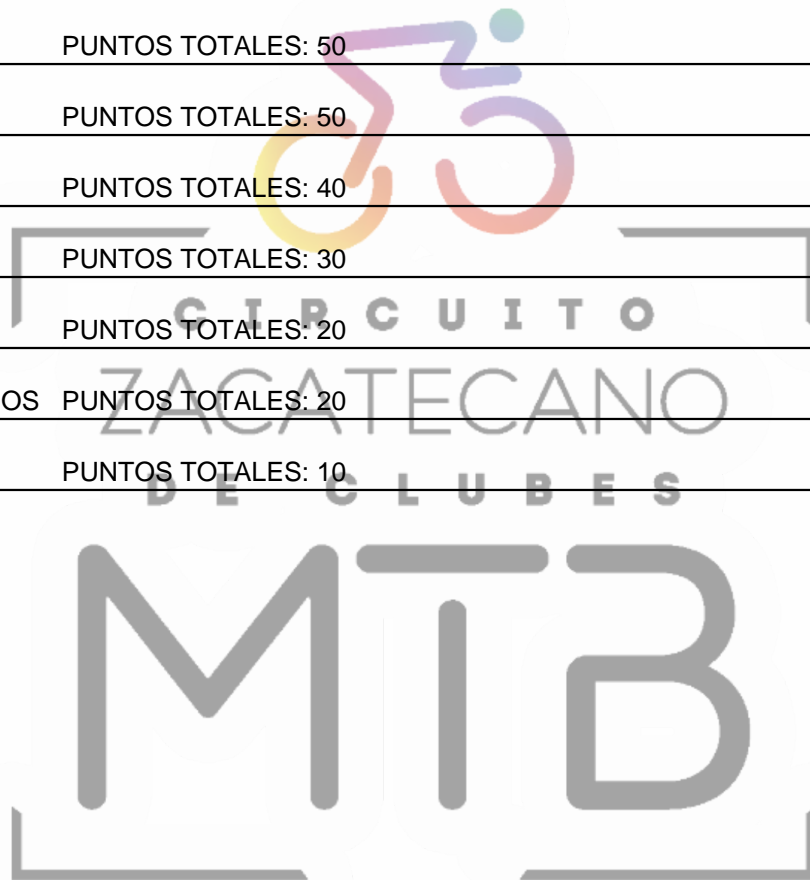 PUNTOS TOTALES: 50
PUNTOS TOTALES: 50
PUNTOS TOTALES: 40
PUNTOS TOTALES: 30
CIRCUITO
PUNTOS TOTALES: 20
ZACATECANO
OS PUNTOS TOTALES: 20
PUNTOS TOTALES: 10
DE CLUBES
MTB